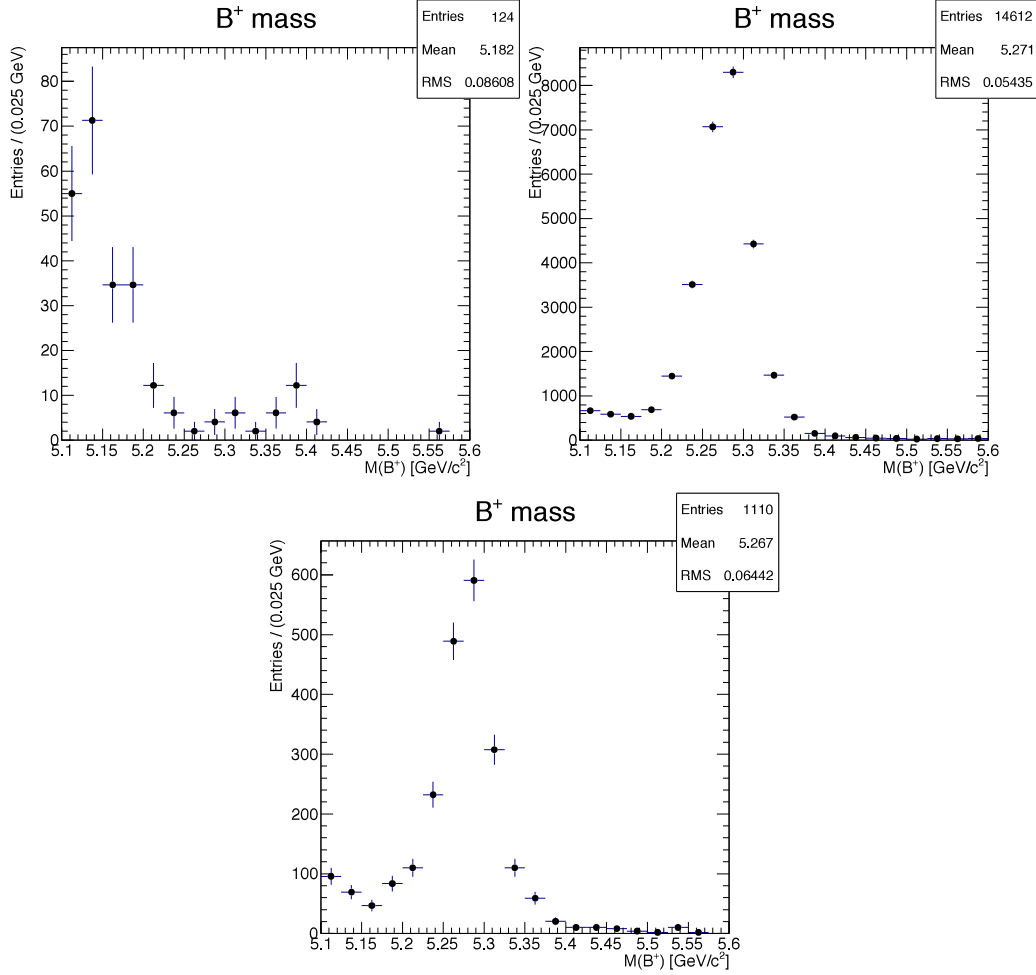 B⁺ mass
Entries 124
Mean 5.182
RMS 0.08608
Entries / (0.025 GeV)
80
70
60
50
40
30
20
10
0
5.1 5.15 5.2 5.25 5.3 5.35 5.4 5.45 5.5 5.55 5.6
M(B⁺) [GeV/c²]
B⁺ mass
Entries 14612
Mean 5.271
RMS 0.05435
Entries / (0.025 GeV)
8000
7000
6000
5000
4000
3000
2000
1000
0
5.1 5.15 5.2 5.25 5.3 5.35 5.4 5.45 5.5 5.55 5.6
M(B⁺) [GeV/c²]
B⁺ mass
Entries 1110
Mean 5.267
RMS 0.06442
Entries / (0.025 GeV)
600
500
400
300
200
100
0
5.1 5.15 5.2 5.25 5.3 5.35 5.4 5.45 5.5 5.55 5.6
M(B⁺) [GeV/c²]